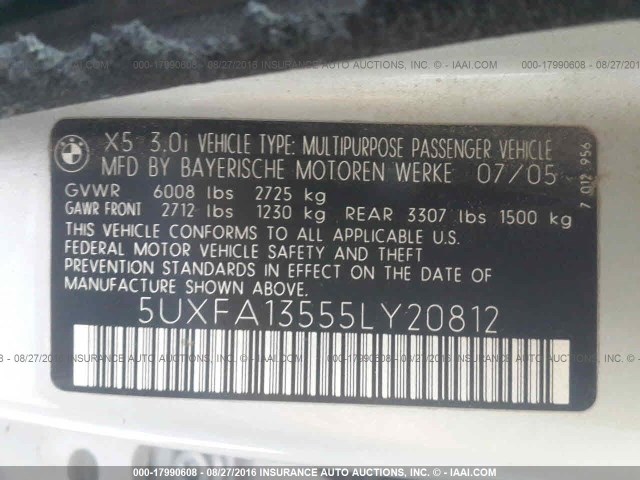 000-17990608 - 08/27/2016 INSURANCE AUTO AUCTIONS, INC. (IAAI.COM)
BMW
X5 3.0i VEHICLE TYPE: MULTIPURPOSE PASSENGER VEHICLE
MFD BY BAYERISCHE MOTOREN WERKE 07/05
GVWR 6008 lbs 2725 kg
GAWR FRONT 2712 lbs 1230 kg REAR 3307 lbs 1500 kg
THIS VEHICLE CONFORMS TO ALL APPLICABLE U.S.
FEDERAL MOTOR VEHICLE SAFETY AND THEFT
PREVENTION STANDARDS IN EFFECT ON THE DATE OF
MANUFACTURE SHOWN ABOVE.
5UXFA13555LY20812
7 012 956
000-17990608 - 08/27/2016 INSURANCE AUTO AUCTIONS, INC. (IAAI.COM)